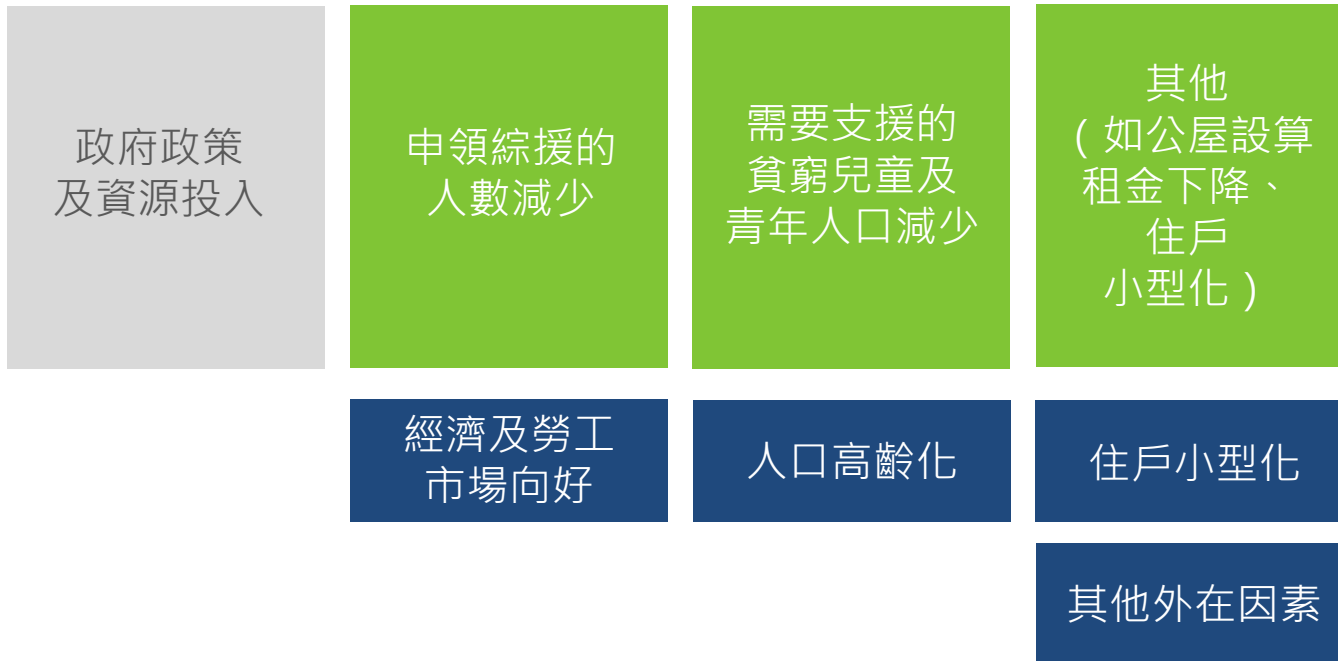 政府政策
及資源投入
申領綜援的
人數減少
需要支援的
貧窮兒童及
青年人口減少
其他
(如公屋設算
租金下降、
住戶
小型化)
經濟及勞工
市場向好
人口高齡化
住戶小型化
其他外在因素